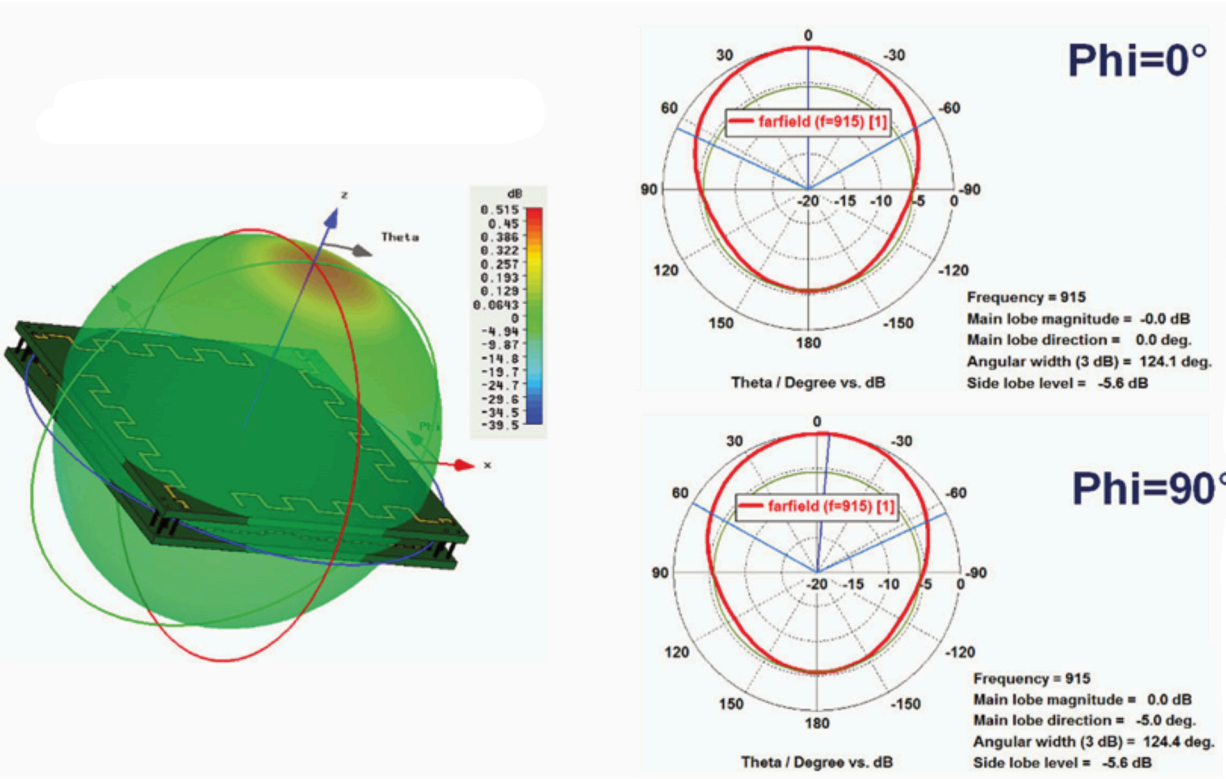 z
Theta
Phi
x
dB
0.515
0.45
0.386
0.322
0.257
0.193
0.129
0.0643
0
-4.94
-9.87
-14.8
-19.7
-24.7
-29.6
-34.5
-39.5
Phi=0°
0
30 -30
60 -60
farfield (f=915) [1]
90 -20 -15 -10 -5 0 -90
120 -120
150 -150
180
Theta / Degree vs. dB
Frequency = 915
Main lobe magnitude = -0.0 dB
Main lobe direction = 0.0 deg.
Angular width (3 dB) = 124.1 deg.
Side lobe level = -5.6 dB
Phi=90°
0
30 -30
60 -60
farfield (f=915) [1]
90 -20 -15 -10 -5 0 -90
120 -120
150 -150
180
Theta / Degree vs. dB
Frequency = 915
Main lobe magnitude = 0.0 dB
Main lobe direction = -5.0 deg.
Angular width (3 dB) = 124.4 deg.
Side lobe level = -5.6 dB